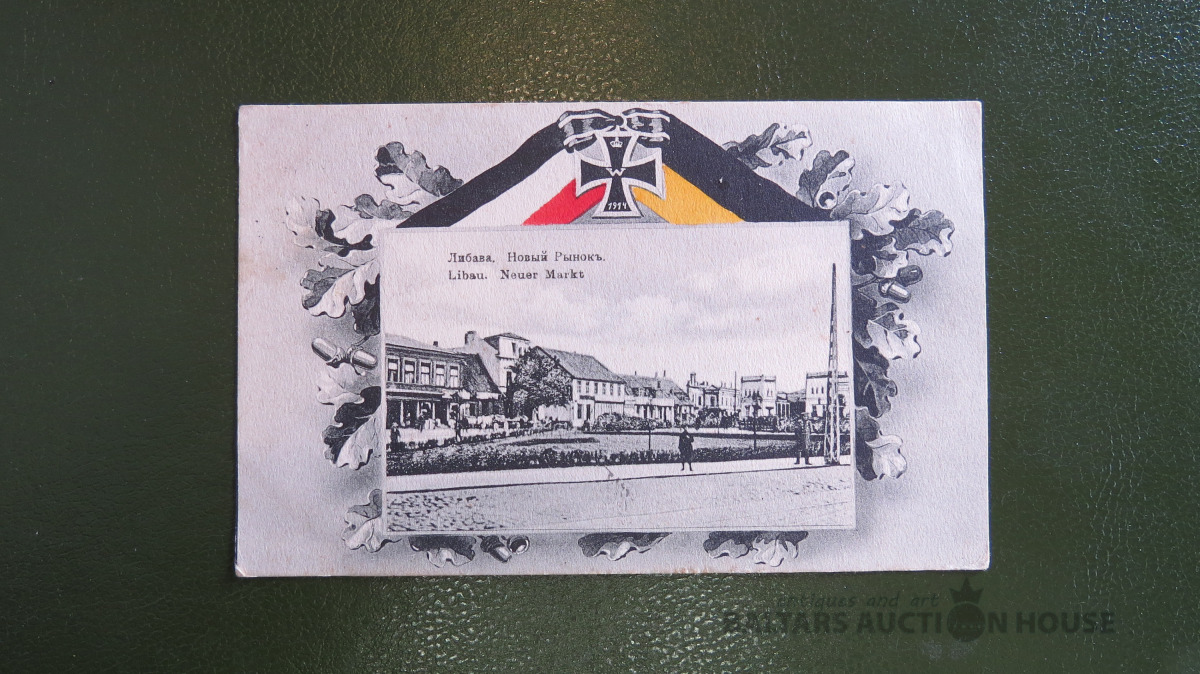 W
1914
Либава. Новый Рынокъ.
Libau. Neuer Markt
antiques and art
BALTARS AUCTION HOUSE